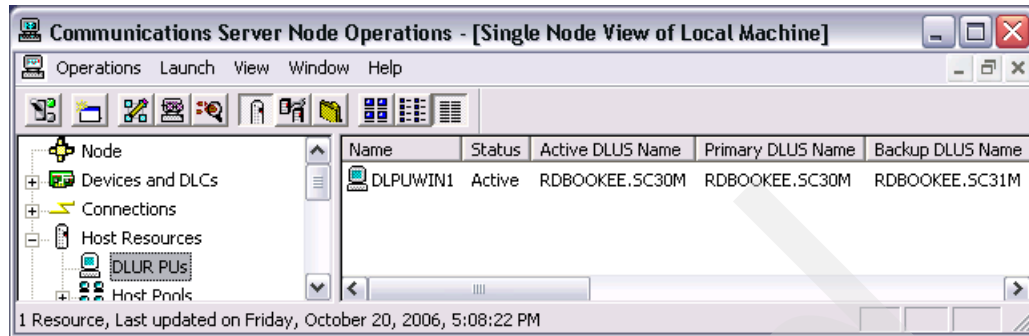 Communications Server Node Operations - [Single Node View of Local Machine]
Operations Launch View Window Help
Node
Devices and DLCs
Connections
Host Resources
DLUR PUs
Host Pools
Name Status Active DLUS Name Primary DLUS Name Backup DLUS Name
DLPUWIN1 Active RDBOOKEE.SC30M RDBOOKEE.SC30M RDBOOKEE.SC31M
1 Resource, Last updated on Friday, October 20, 2006, 5:08:22 PM